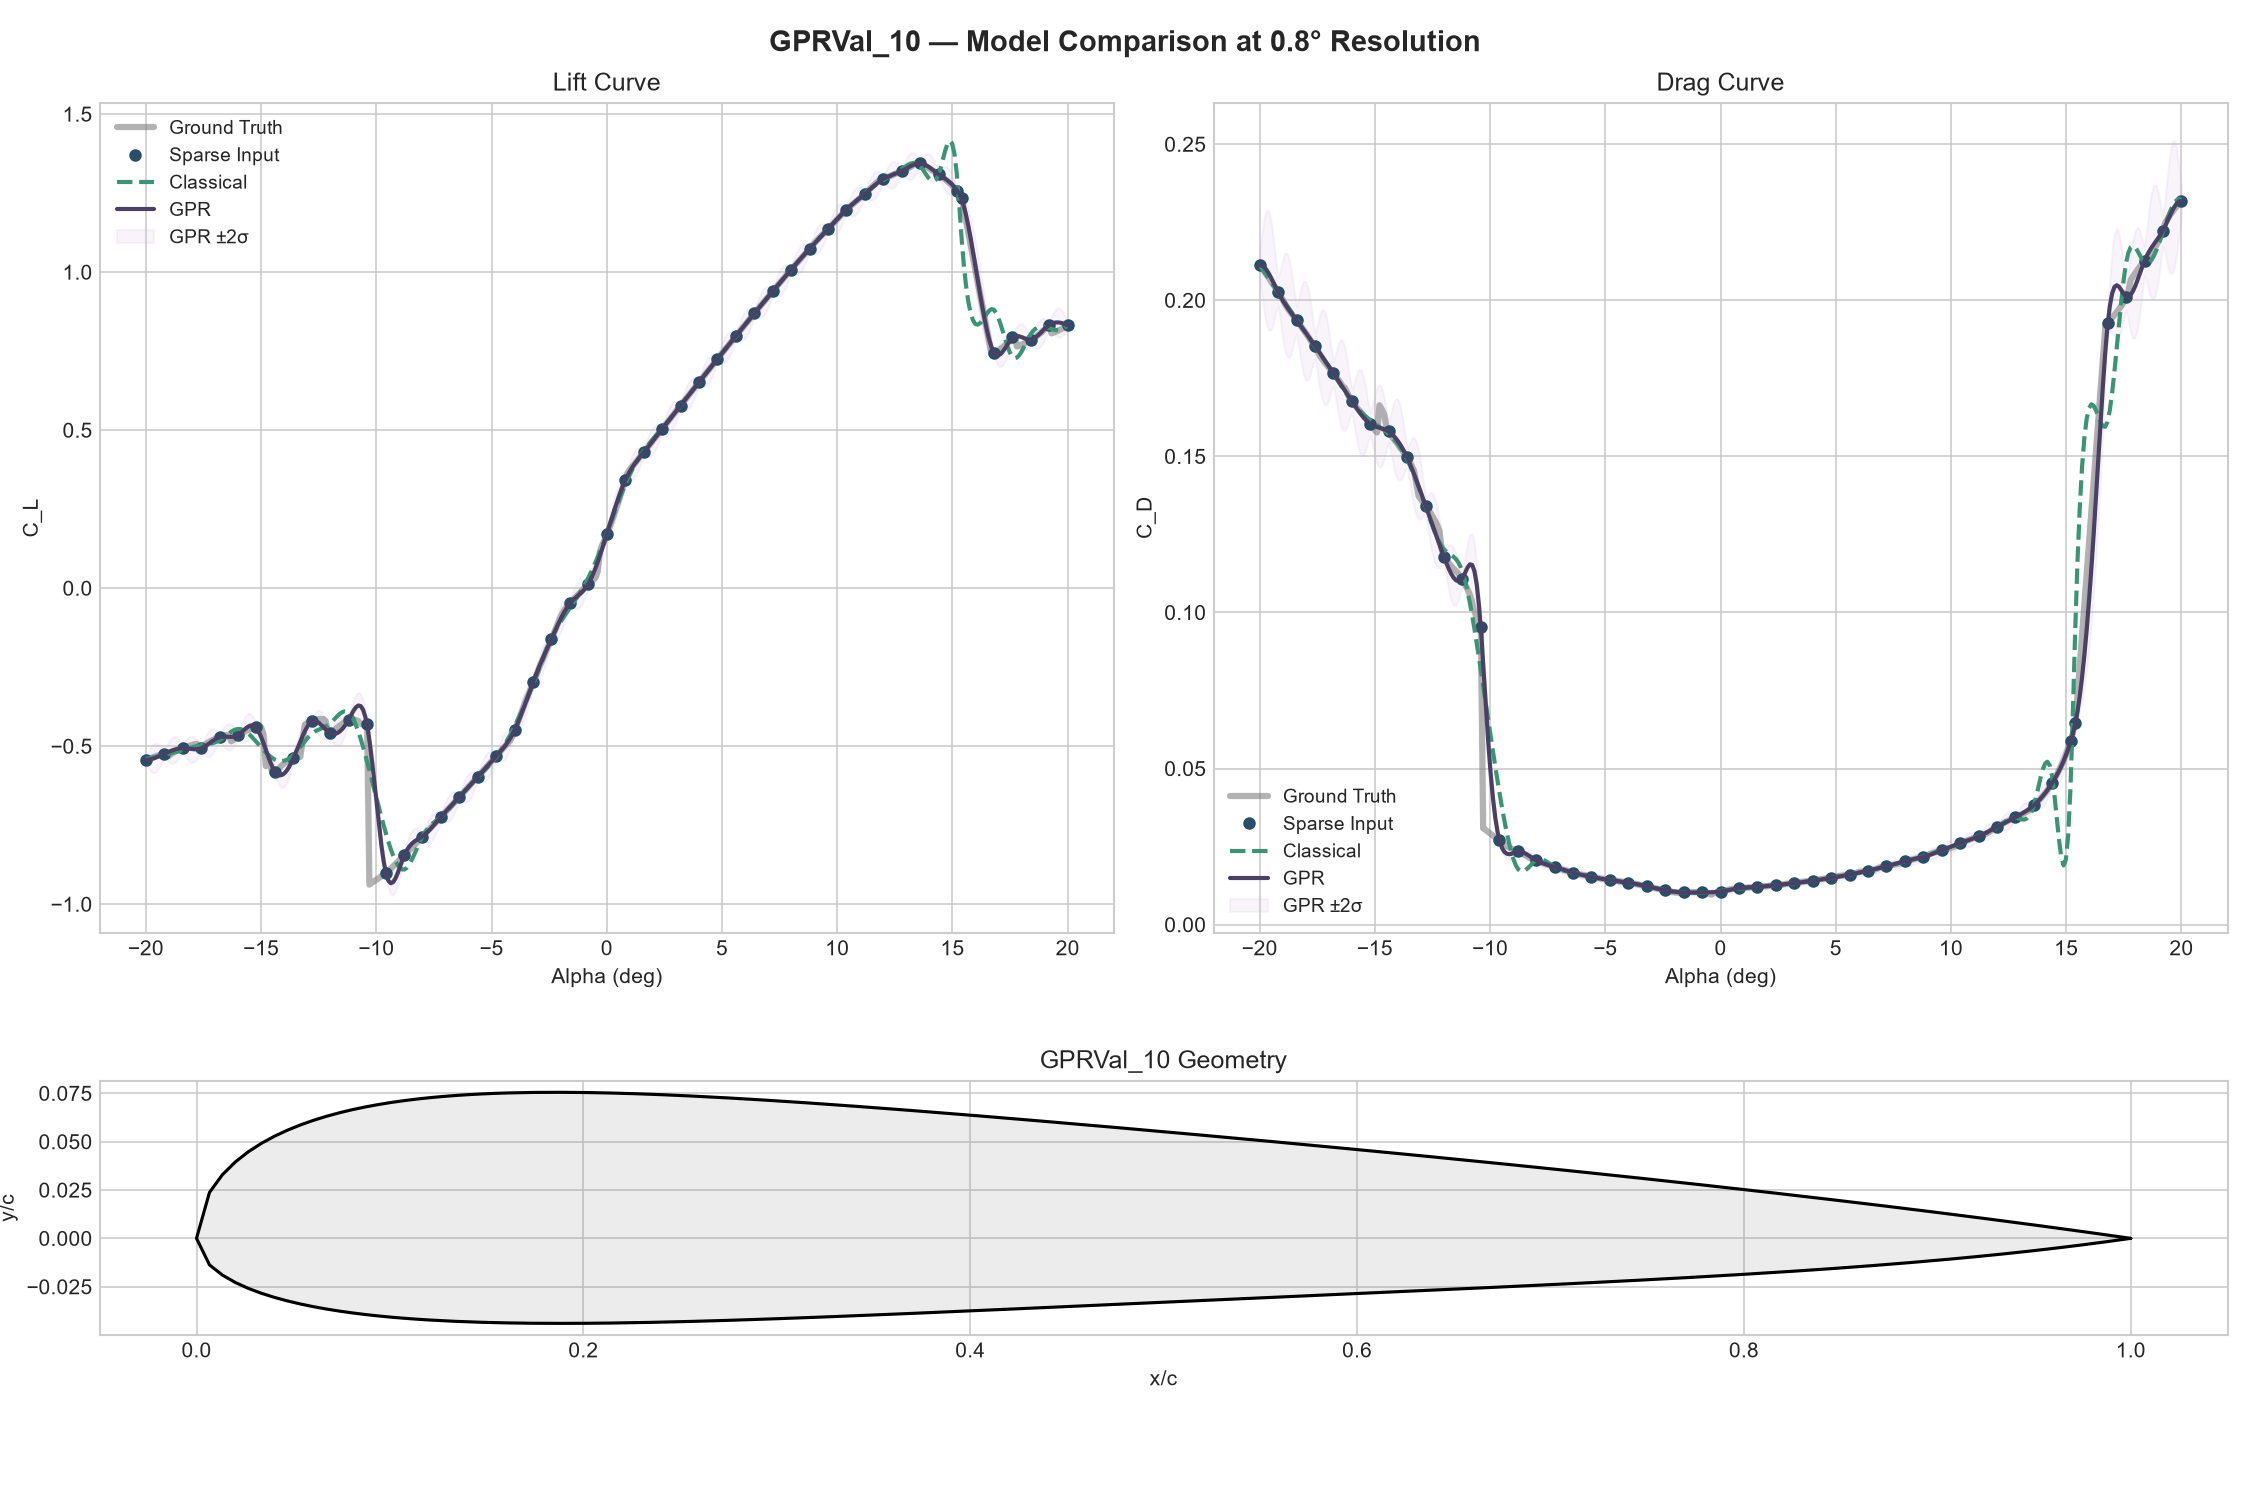 GPRVal_10 — Model Comparison at 0.8° Resolution
Lift Curve
1.5
1.0
0.5
0.0
−0.5
−1.0
C_L
Ground Truth
Sparse Input
Classical
GPR
GPR ±2σ
−20 −15 −10 −5 0 5 10 15 20
Alpha (deg)
Drag Curve
0.25
0.20
0.15
0.10
0.05
0.00
C_D
Ground Truth
Sparse Input
Classical
GPR
GPR ±2σ
−20 −15 −10 −5 0 5 10 15 20
Alpha (deg)
GPRVal_10 Geometry
0.075
0.050
0.025
0.000
−0.025
y/c
0.0 0.2 0.4 0.6 0.8 1.0
x/c